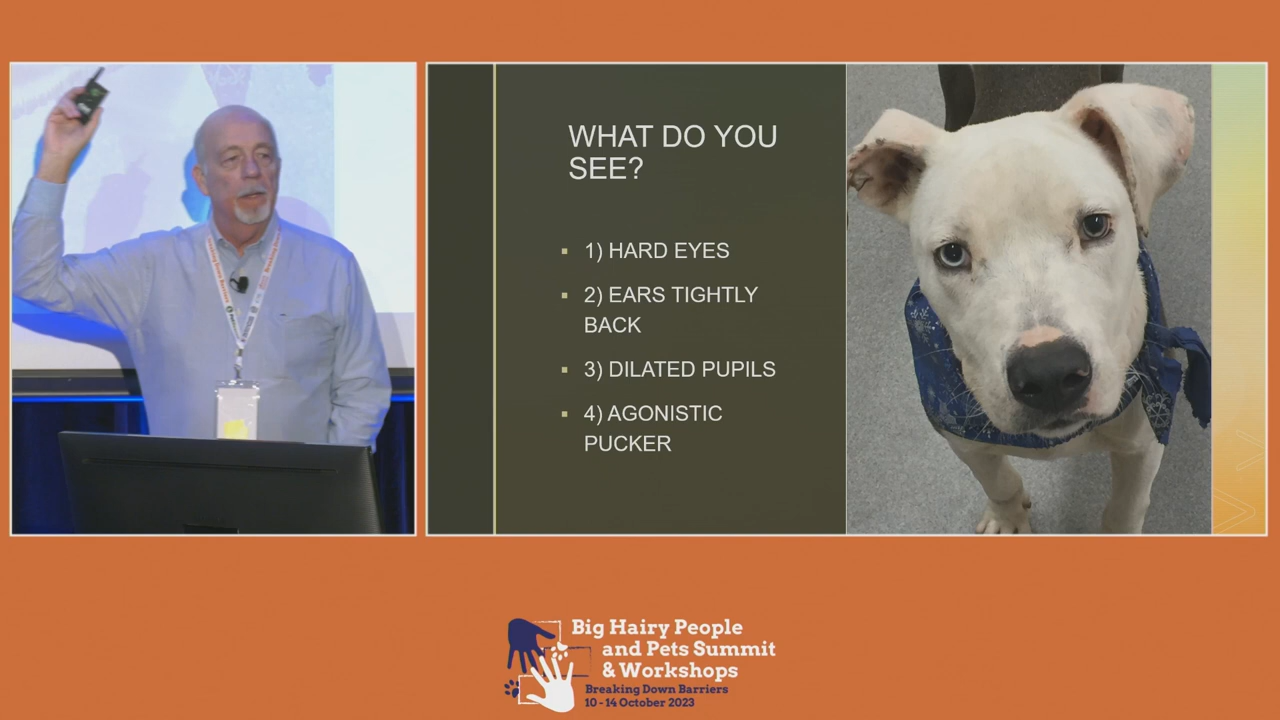 WHAT DO YOU
SEE?
▪ 1) HARD EYES
▪ 2) EARS TIGHTLY
BACK
▪ 3) DILATED PUPILS
▪ 4) AGONISTIC
PUCKER
Big Hairy People
and Pets Summit
& Workshops
Breaking Down Barriers
10 - 14 October 2023